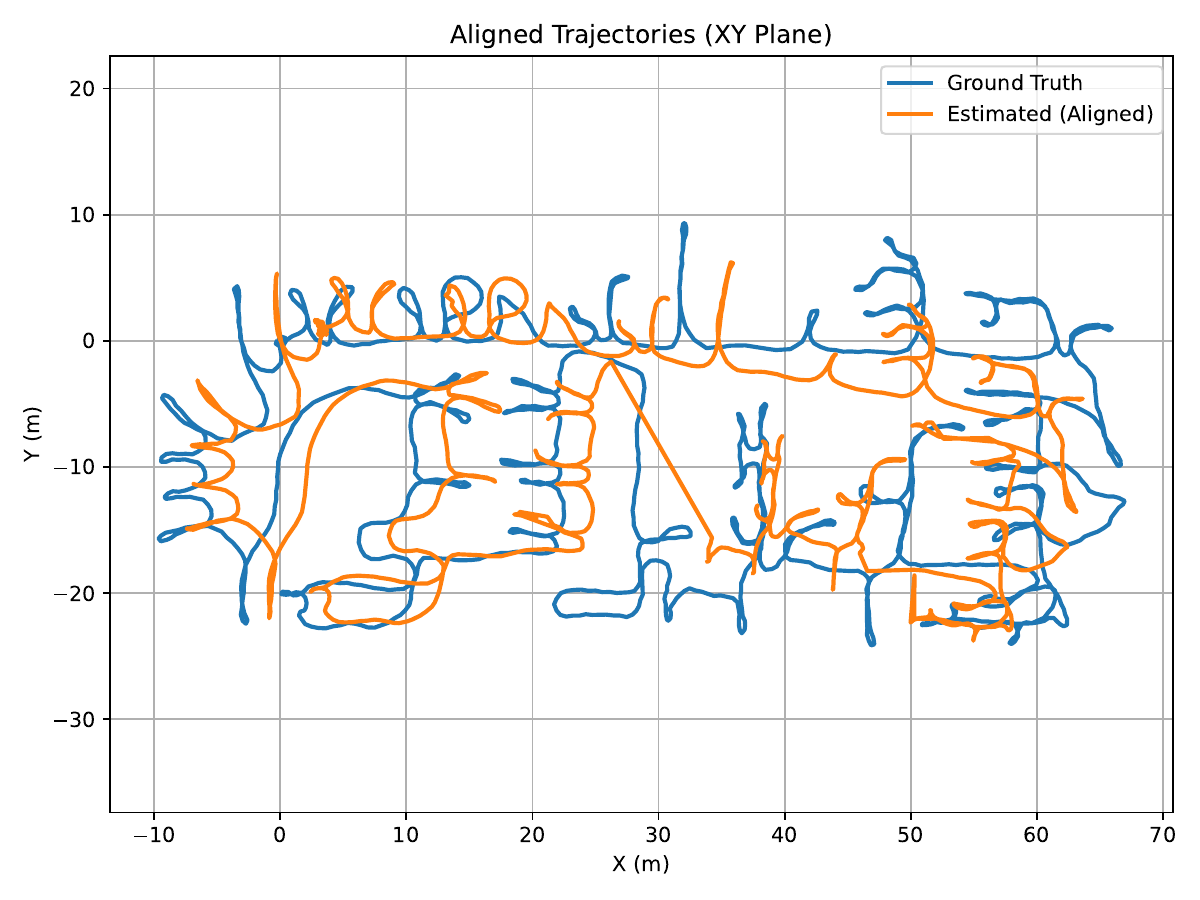 Aligned Trajectories (XY Plane)
Ground Truth
Estimated (Aligned)
20
10
0
−10
−20
−30
Y (m)
−10 0 10 20 30 40 50 60 70
X (m)